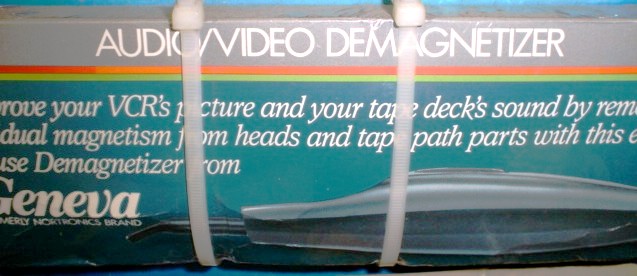 AUDIO/VIDEO DEMAGNETIZER
prove your VCR's picture and your tape deck's sound by rem
dual magnetism from heads and tape path parts with this e
use Demagnetizer from
Geneva
MERLY NORTRONICS BRAND